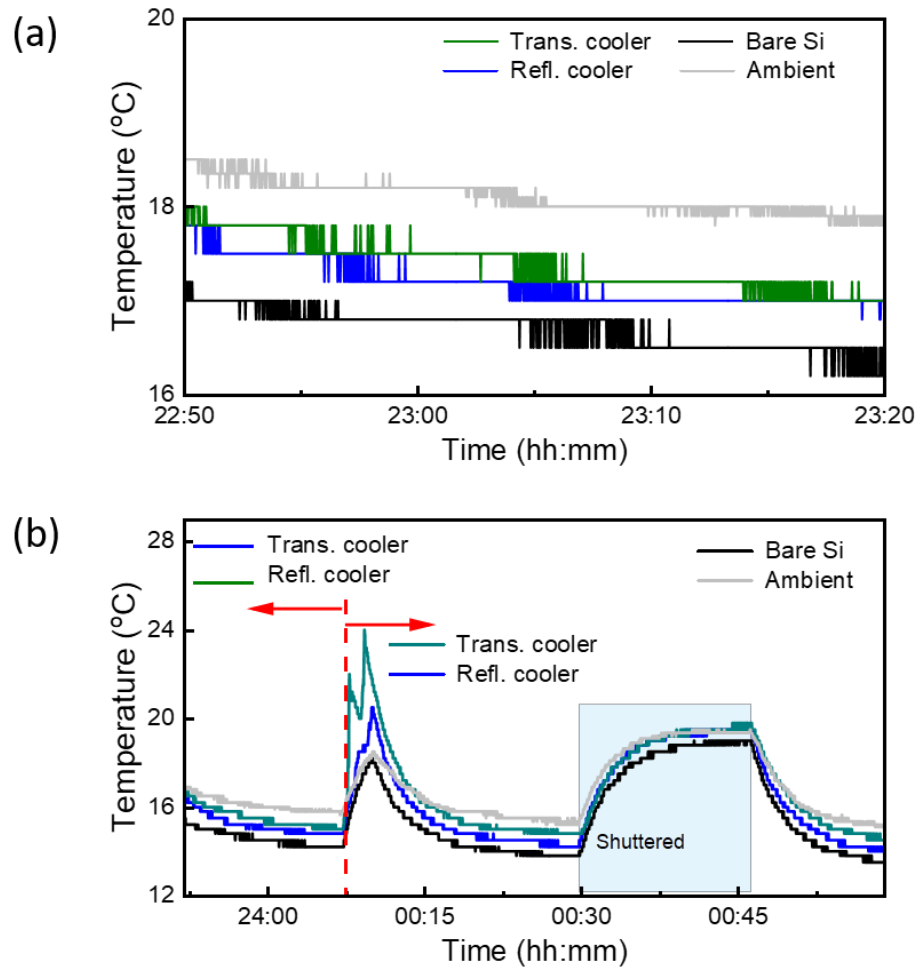 (a)
Trans. cooler
Bare Si
Refl. cooler
Ambient
Temperature (°C)
20
18
16
22:50
23:00
23:10
23:20
Time (hh:mm)
(b)
Trans. cooler
Refl. cooler
Bare Si
Ambient
Trans. cooler
Refl. cooler
Temperature (°C)
28
24
20
16
12
Shuttered
24:00
00:15
00:30
00:45
Time (hh:mm)